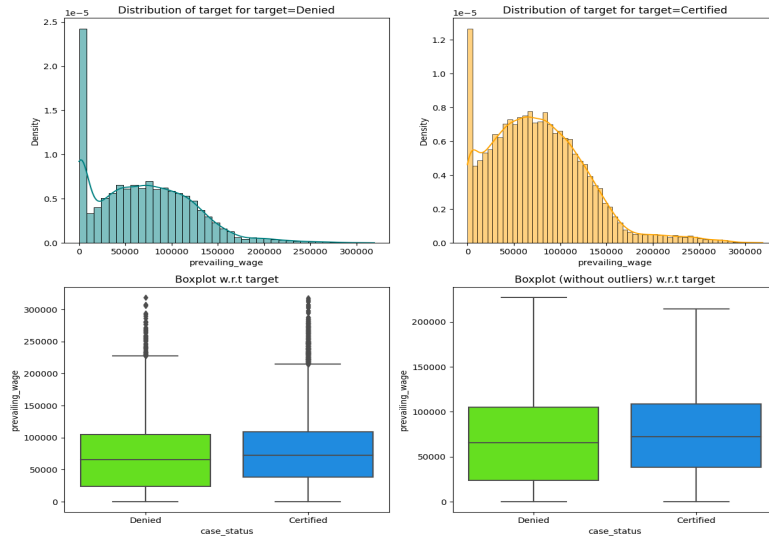 Distribution of target for target=Denied
1e−5
2.5
2.0
1.5
1.0
0.5
0.0
Density
0
50000
100000
150000
200000
250000
300000
prevailing_wage
Distribution of target for target=Certified
1e−5
1.2
1.0
0.8
0.6
0.4
0.2
0.0
Density
0
50000
100000
150000
200000
250000
300000
prevailing_wage
Boxplot w.r.t target
300000
250000
200000
150000
100000
50000
0
prevailing_wage
Denied
Certified
case_status
Boxplot (without outliers) w.r.t target
200000
150000
100000
50000
0
prevailing_wage
Denied
Certified
case_status